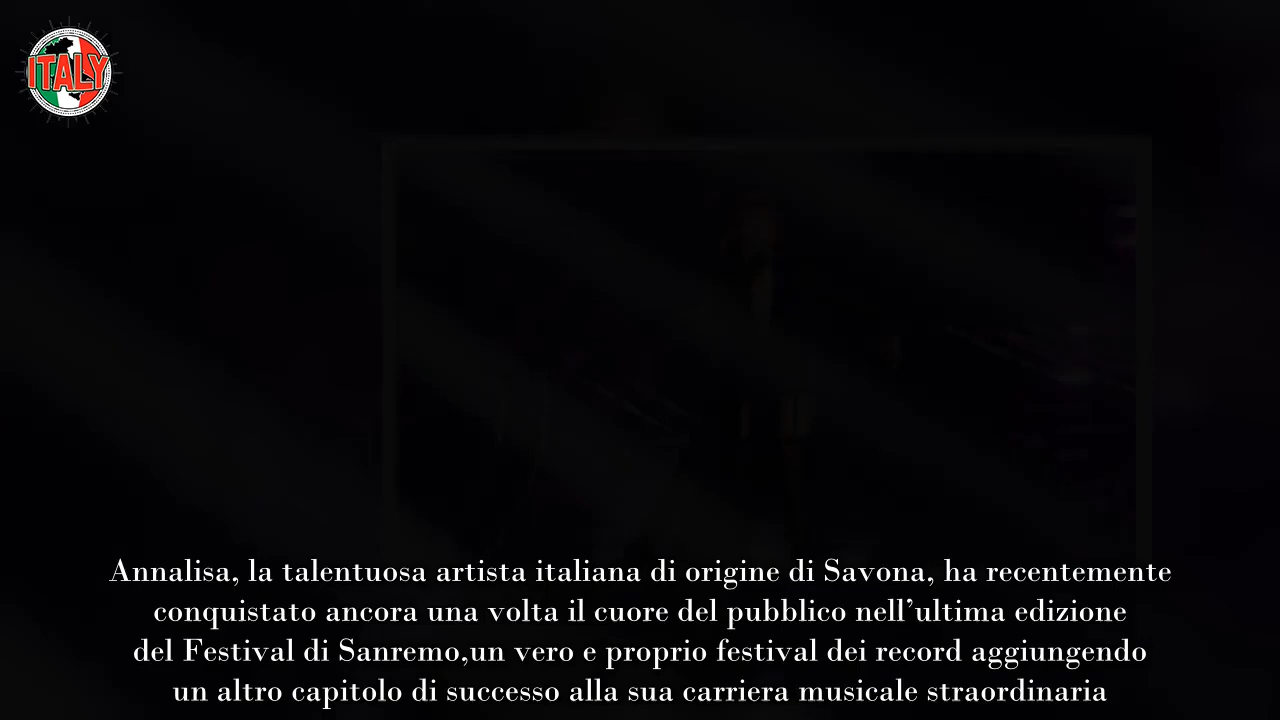 ITALY
Annalisa, la talentuosa artista italiana di origine di Savona, ha recentemente
conquistato ancora una volta il cuore del pubblico nell’ultima edizione
del Festival di Sanremo,un vero e proprio festival dei record aggiungendo
un altro capitolo di successo alla sua carriera musicale straordinaria